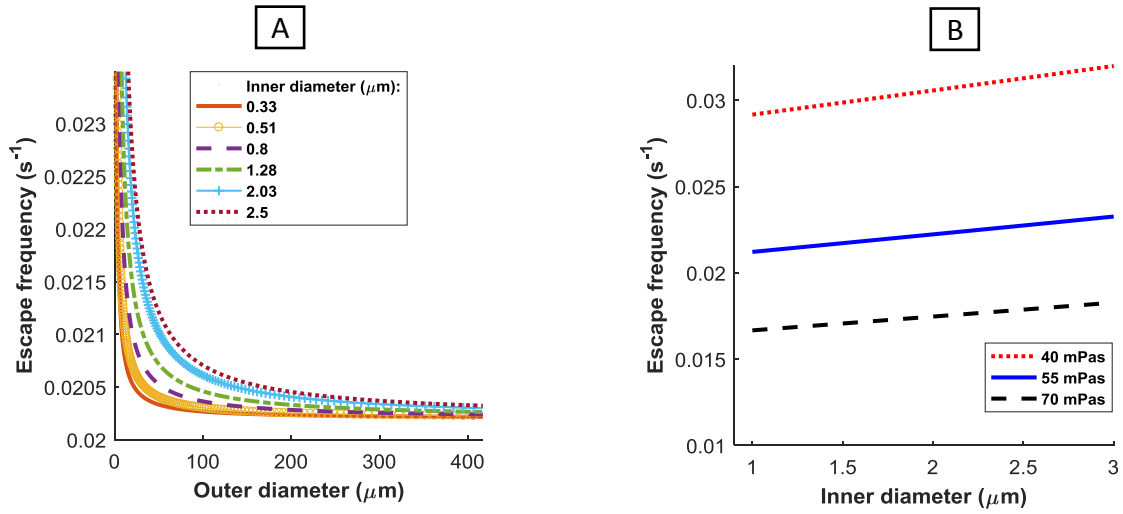 A
Escape frequency (s⁻¹)
0.023
0.0225
0.022
0.0215
0.021
0.0205
0.02
0
100
200
300
400
Outer diameter (μm)
Inner diameter (μm):
0.33
0.51
0.8
1.28
2.03
2.5
B
Escape frequency (s⁻¹)
0.03
0.025
0.02
0.015
0.01
1
1.5
2
2.5
3
Inner diameter (μm)
40 mPas
55 mPas
70 mPas